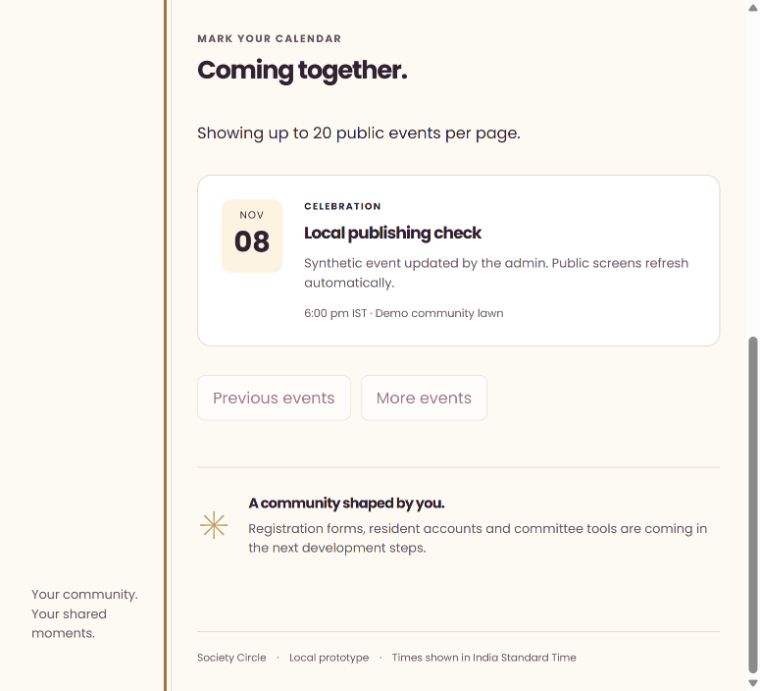 MARK YOUR CALENDAR
Coming together.
Showing up to 20 public events per page.
NOV
08
CELEBRATION
Local publishing check
Synthetic event updated by the admin. Public screens refresh
automatically.
6:00 pm IST · Demo community lawn
Previous events
More events
A community shaped by you.
Registration forms, resident accounts and committee tools are coming in
the next development steps.
Your community.
Your shared
moments.
Society Circle · Local prototype · Times shown in India Standard Time